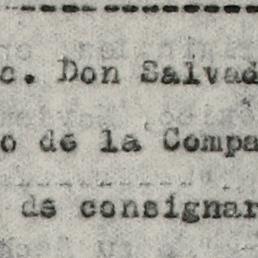 c. Don Salvad
o de la Compa
de consignar